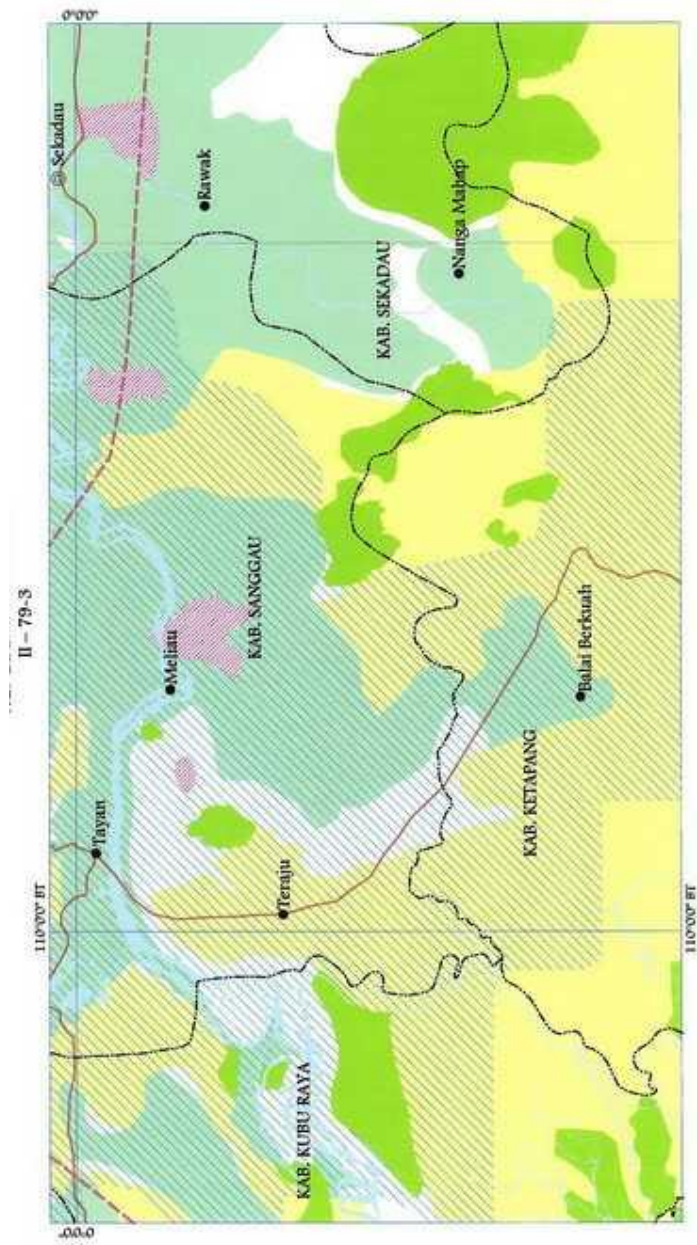 II – 79-3
110°0'0" BT
0°0'0"
0°0'0"
Sekadau
Tayan
Meliau
Rawak
KAB. SANGGAU
Teraju
KAB. KUBU RAYA
KAB. SEKADAU
Nanga Mahap
KAB. KETAPANG
Balai Berkuah
110°0'0" BT